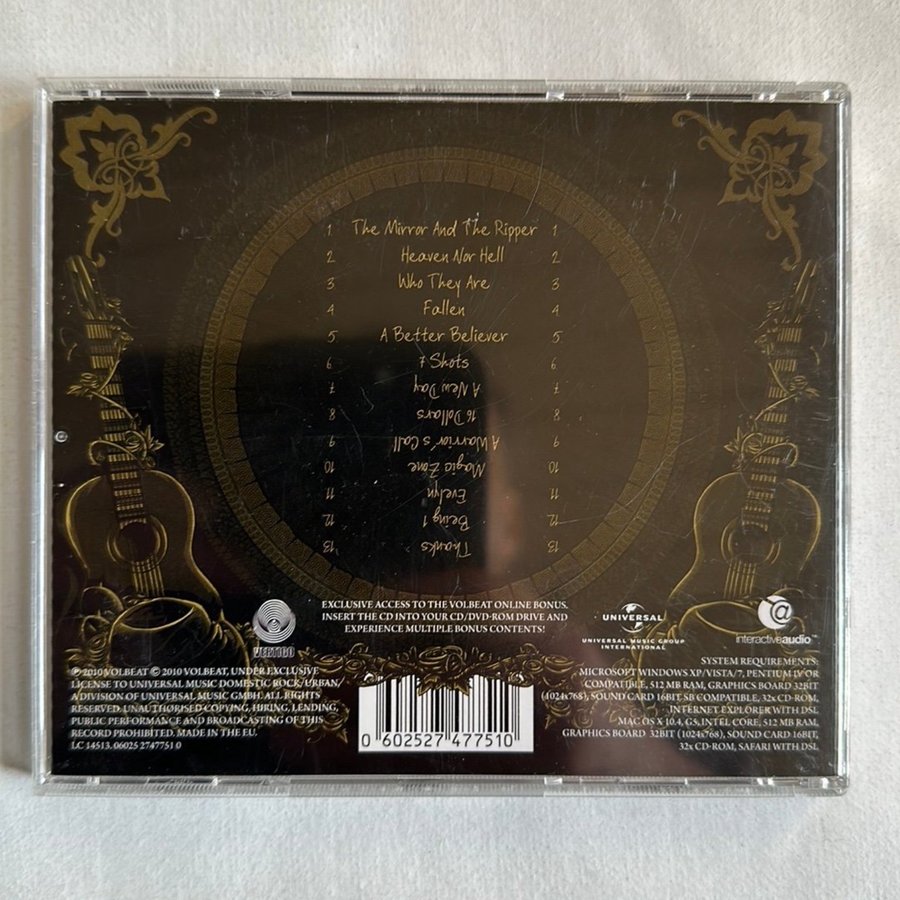 1 The Mirror And The Ripper 1
2 Heaven Nor Hell 2
3 Who They Are 3
4 Fallen 4
5 A Better Believer 5
6 7 Shots 6
7 A New Day 7
8 16 Dollars 8
9 A Warrior's Call 9
10 Magic Zone 10
11 Evelyn 11
12 Being 1 12
13 Thanks 13
EXCLUSIVE ACCESS TO THE VOLBEAT ONLINE BONUS.
INSERT THE CD INTO YOUR CD/DVD-ROM DRIVE AND
EXPERIENCE MULTIPLE BONUS CONTENTS!
VERTIGO
UNIVERSAL
UNIVERSAL MUSIC GROUP
INTERNATIONAL
@
interactiveaudio™
℗ 2010 VOLBEAT © 2010 VOLBEAT, UNDER EXCLUSIVE
LICENSE TO UNIVERSAL MUSIC DOMESTIC ROCK/URBAN,
A DIVISION OF UNIVERSAL MUSIC GMBH. ALL RIGHTS
RESERVED. UNAUTHORISED COPYING, HIRING, LENDING,
PUBLIC PERFORMANCE AND BROADCASTING OF THIS
RECORD PROHIBITED. MADE IN THE EU.
LC 14513. 06025 2747751 0
0 602527 477510
SYSTEM REQUIREMENTS:
MICROSOFT WINDOWS XP/VISTA/7, PENTIUM IV OR
COMPATIBLE, 512 MB RAM, GRAPHICS BOARD 32BIT
(1024x768), SOUND CARD 16BIT, SB COMPATIBLE, 32x CD-ROM,
INTERNET EXPLORER WITH DSL
MAC OS X 10.4, G5, INTEL CORE, 512 MB RAM,
GRAPHICS BOARD 32BIT (1024x768), SOUND CARD 16BIT,
32x CD-ROM, SAFARI WITH DSL